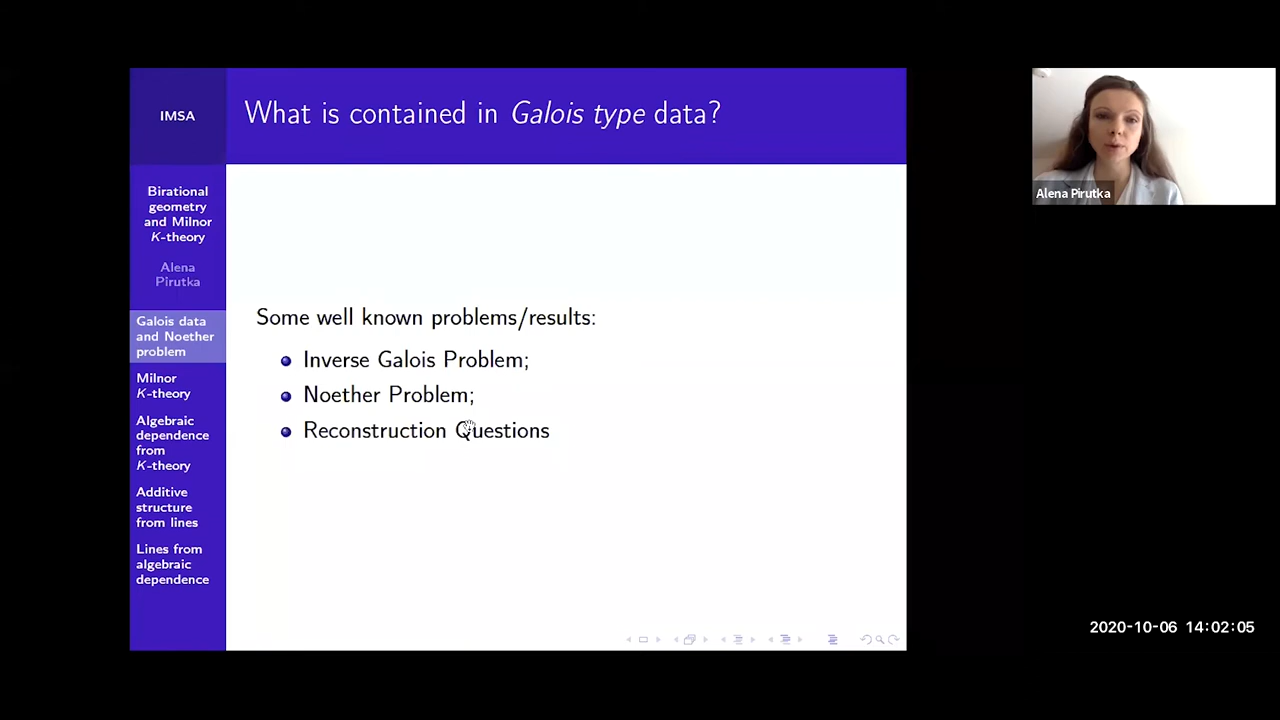 IMSA
What is contained in Galois type data?
Birational
geometry
and Milnor
K-theory
Alena
Pirutka
Galois data
and Noether
problem
Milnor
K-theory
Algebraic
dependence
from
K-theory
Additive
structure
from lines
Lines from
algebraic
dependence
Some well known problems/results:
Inverse Galois Problem;
Noether Problem;
Reconstruction Questions
Alena Pirutka
2020-10-06 14:02:05